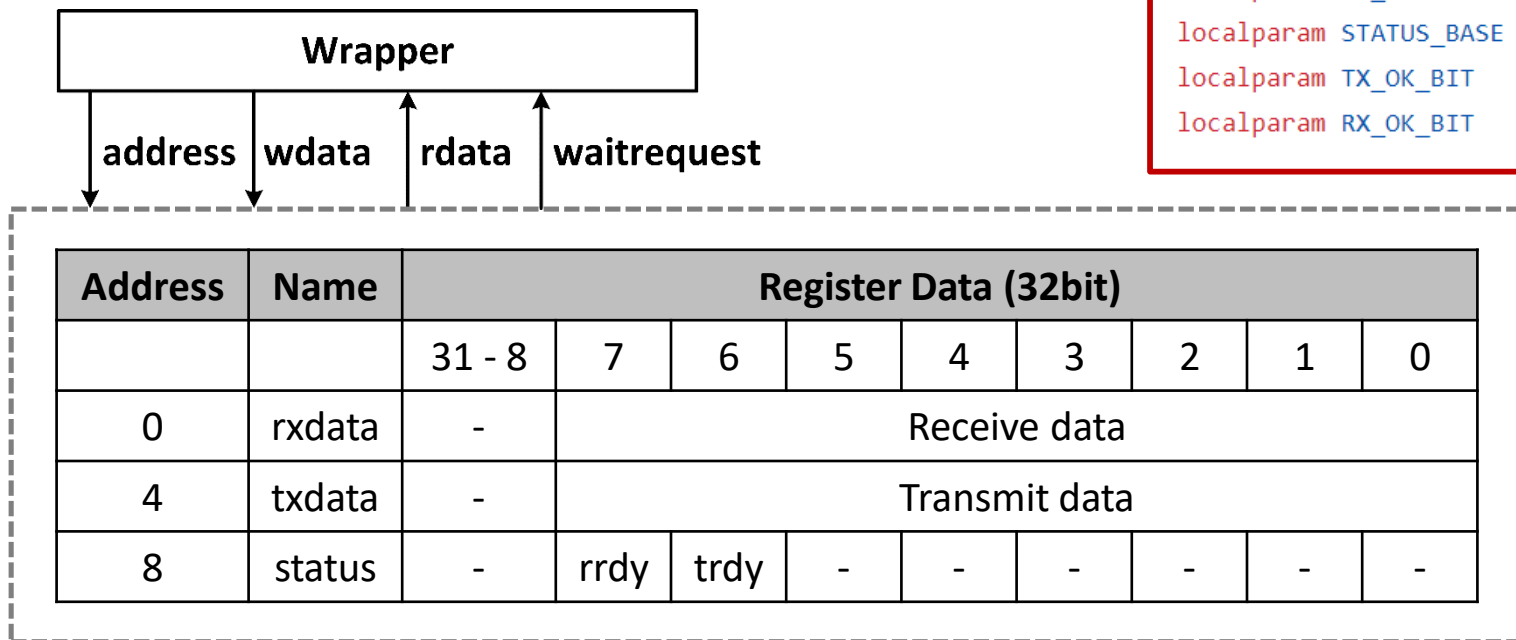 Wrapper
address wdata rdata waitrequest
localparam STATUS_BASE
localparam TX_OK_BIT
localparam RX_OK_BIT
Address Name Register Data (32bit)
31 - 8 7 6 5 4 3 2 1 0
0 rxdata - Receive data
4 txdata - Transmit data
8 status - rrdy trdy - - - - - -